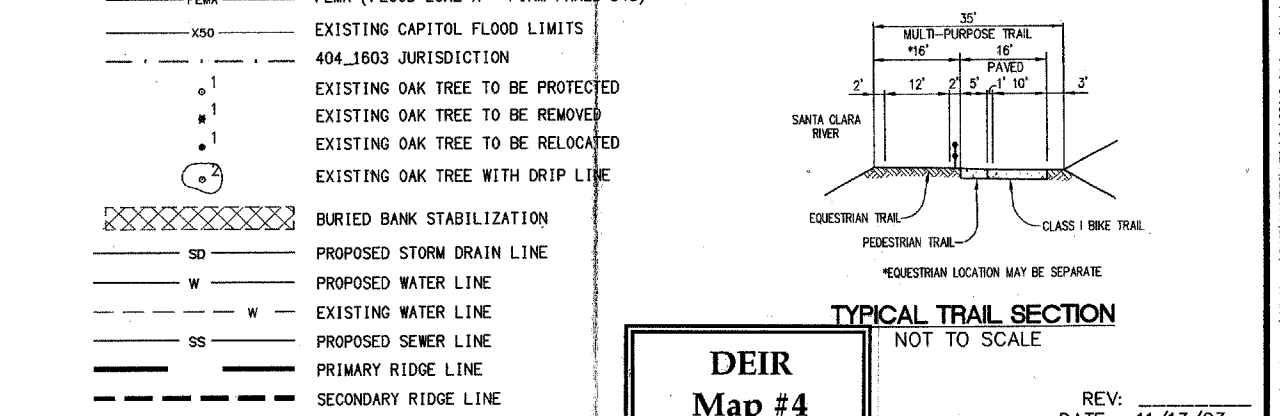 FEMA
X50 EXISTING CAPITOL FLOOD LIMITS
404_1603 JURISDICTION
1 EXISTING OAK TREE TO BE PROTECTED
1 EXISTING OAK TREE TO BE REMOVED
1 EXISTING OAK TREE TO BE RELOCATED
2 EXISTING OAK TREE WITH DRIP LINE
BURIED BANK STABILIZATION
SD PROPOSED STORM DRAIN LINE
W PROPOSED WATER LINE
W EXISTING WATER LINE
SS PROPOSED SEWER LINE
PRIMARY RIDGE LINE
SECONDARY RIDGE LINE
35'
MULTI-PURPOSE TRAIL
*16' 16'
PAVED
2' 12' 2' 5' 1' 10' 3'
SANTA CLARA
RIVER
EQUESTRIAN TRAIL
CLASS I BIKE TRAIL
PEDESTRIAN TRAIL
*EQUESTRIAN LOCATION MAY BE SEPARATE
TYPICAL TRAIL SECTION
NOT TO SCALE
DEIR
Map #4
REV: